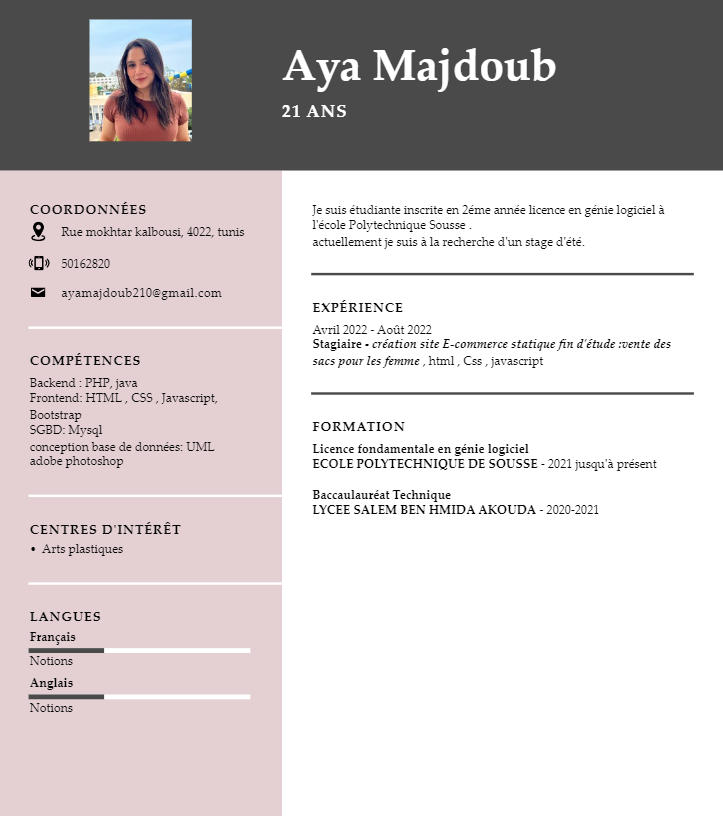 Aya Majdoub
21 ANS
COORDONNÉES
Rue mokhtar kalbousi, 4022, tunis
50162820
ayamajdoub210@gmail.com
COMPÉTENCES
Backend : PHP, java
Frontend: HTML , CSS , Javascript,
Bootstrap
SGBD: Mysql
conception base de données: UML
adobe photoshop
CENTRES D'INTÉRÊT
• Arts plastiques
LANGUES
Français
Notions
Anglais
Notions
Je suis étudiante inscrite en 2éme année licence en génie logiciel à
l'école Polytechnique Sousse .
actuellement je suis à la recherche d'un stage d'été.
EXPÉRIENCE
Avril 2022 - Août 2022
Stagiaire - création site E-commerce statique fin d'étude :vente des
sacs pour les femme , html , Css , javascript
FORMATION
Licence fondamentale en génie logiciel
ECOLE POLYTECHNIQUE DE SOUSSE - 2021 jusqu'à présent
Baccaulauréat Technique
LYCEE SALEM BEN HMIDA AKOUDA - 2020-2021